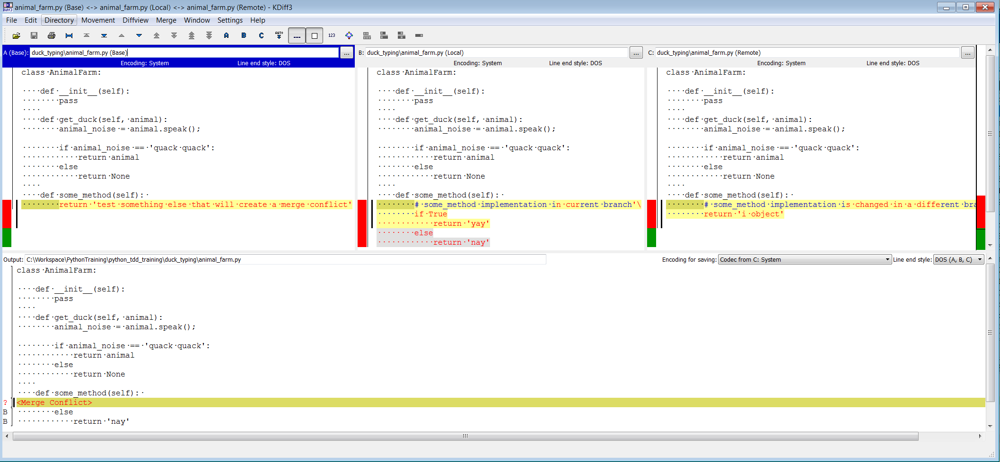 animal_farm.py (Base) <-> animal_farm.py (Local) <-> animal_farm.py (Remote) - KDiff3
File Edit Directory Movement Diffview Merge Window Settings Help
A B C AUTO 123
A (Base): duck_typing\animal_farm.py (Base) ...
Encoding: System Line end style: DOS
class·AnimalFarm:
····def·__init__(self):
········pass
····
····def·get_duck(self,·animal):
········animal_noise·=·animal.speak();
········if·animal_noise·==·'quack·quack':
············return·animal
········else
············return·None
····
····def·some_method(self):·
········return·'test·something·else·that·will·create·a·merge·conflict'
B: duck_typing\animal_farm.py (Local) ...
Encoding: System Line end style: DOS
class·AnimalFarm:
····def·__init__(self):
········pass
····
····def·get_duck(self,·animal):
········animal_noise·=·animal.speak();
········if·animal_noise·==·'quack·quack':
············return·animal
········else
············return·None
····
····def·some_method(self):·
········#·some_method·implementation·in·current·branch'\
········if·True
············return·'yay'
········else
············return·'nay'
C: duck_typing\animal_farm.py (Remote) ...
Encoding: System Line end style: DOS
class·AnimalFarm:
····def·__init__(self):
········pass
····
····def·get_duck(self,·animal):
········animal_noise·=·animal.speak();
········if·animal_noise·==·'quack·quack':
············return·animal
········else
············return·None
····
····def·some_method(self):·
········#·some_method·implementation·is·changed·in·a·different·bra
········return·'i·object'
Output: C:\Workspace\PythonTraining\python_tdd_training\duck_typing\animal_farm.py Encoding for saving: Codec from C: System Line end style: DOS (A, B, C)
class·AnimalFarm:
····def·__init__(self):
········pass
····
····def·get_duck(self,·animal):
········animal_noise·=·animal.speak();
········if·animal_noise·==·'quack·quack':
············return·animal
········else
············return·None
····
····def·some_method(self):·
? <Merge Conflict>
B ········else
B ············return·'nay'